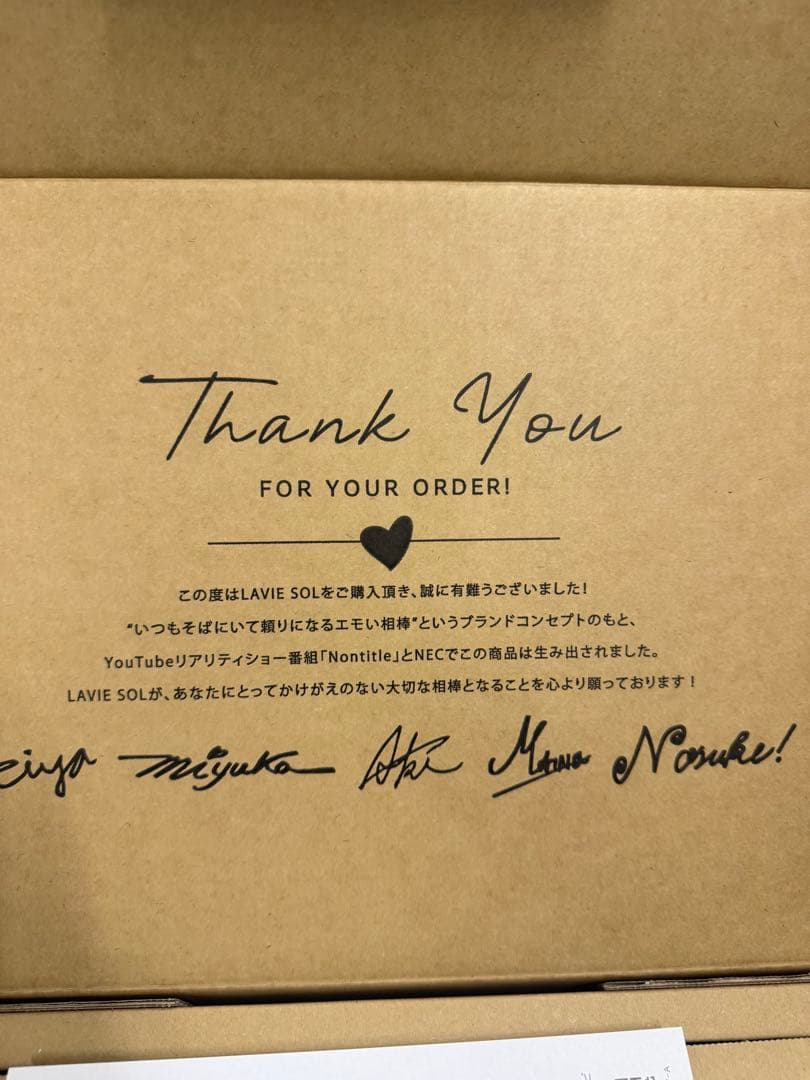 Thank You
FOR YOUR ORDER!
この度はLAVIE SOLをご購入頂き、誠に有難うございました!
“いつもそばにいて頼りになるエモい相棒”というブランドコンセプトのもと、
YouTubeリアリティショー番組「Nontitle」とNECでこの商品は生み出されました。
LAVIE SOLが、あなたにとってかけがえのない大切な相棒となることを心より願っております!
miyuka Aki Nosuke!